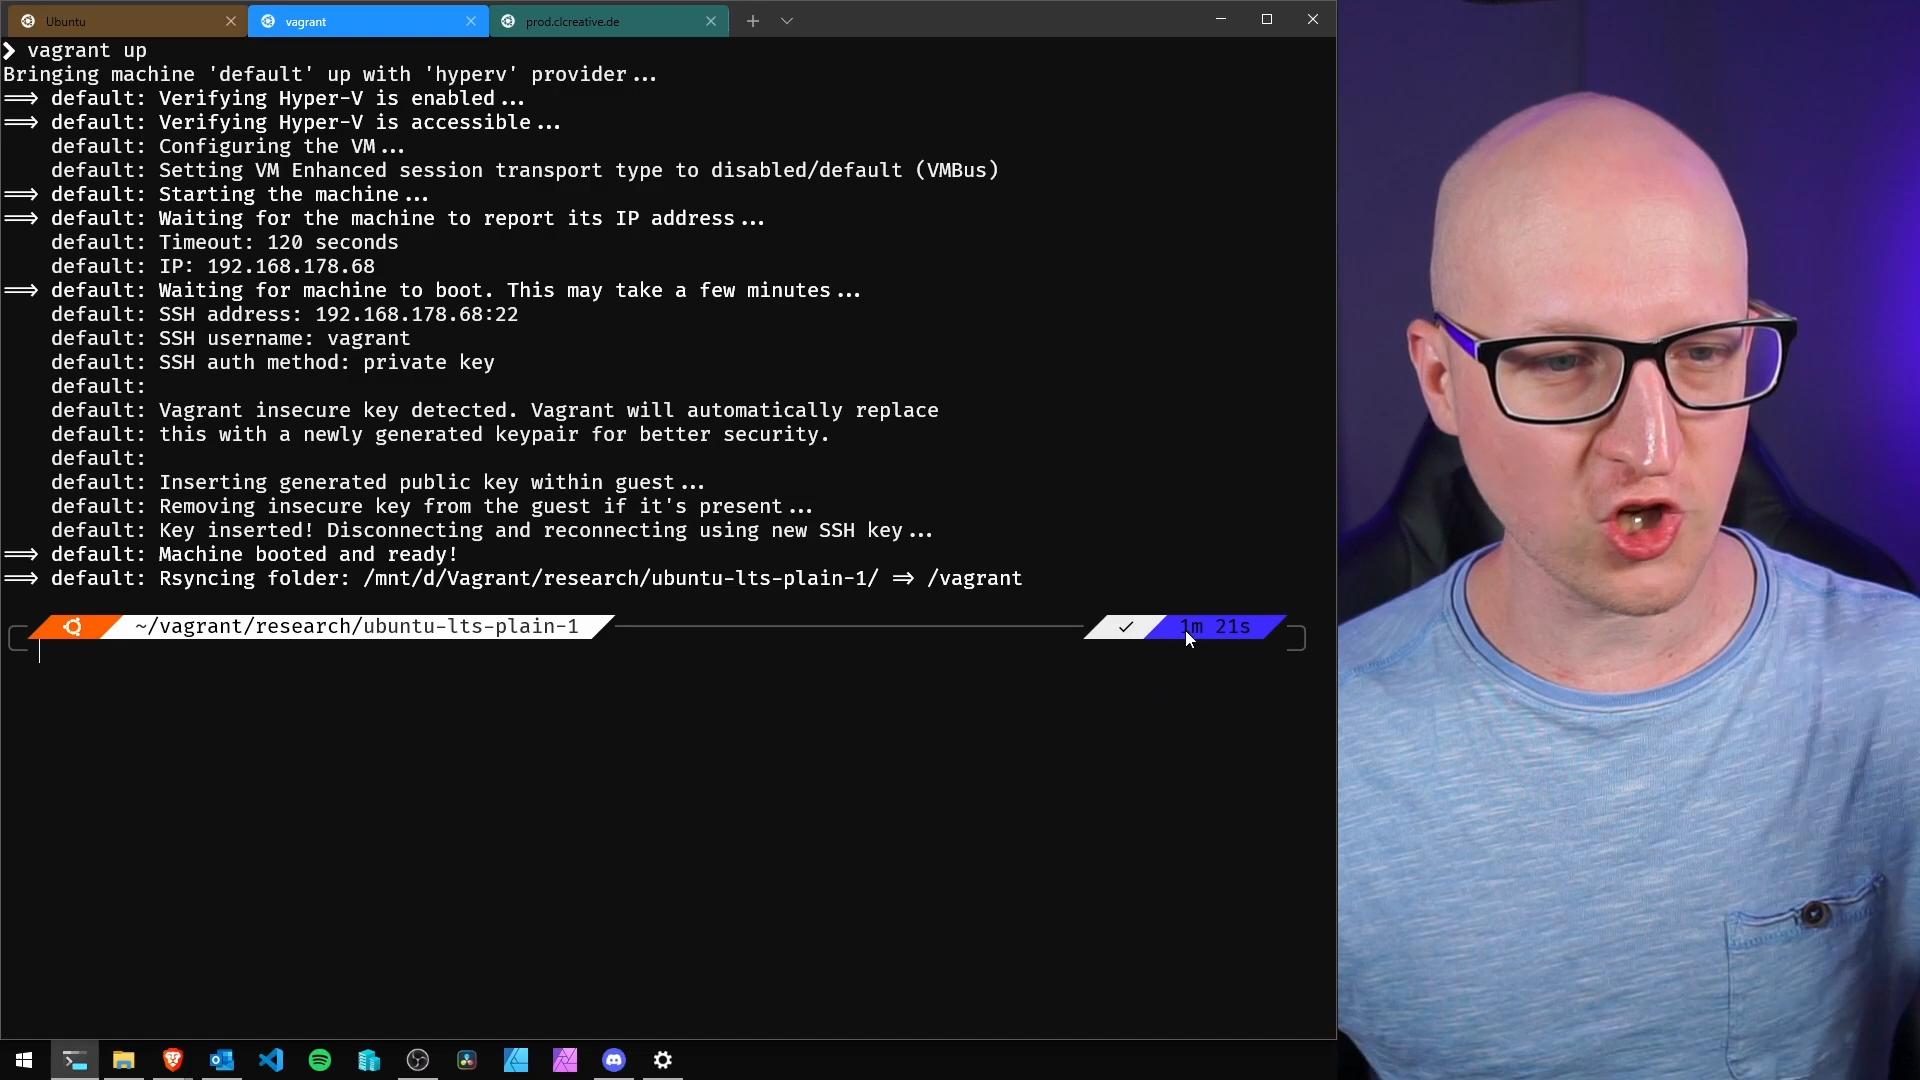 Ubuntu
vagrant
prod.clcreative.de
❯ vagrant up
Bringing machine 'default' up with 'hyperv' provider...
==> default: Verifying Hyper-V is enabled...
==> default: Verifying Hyper-V is accessible...
default: Configuring the VM...
default: Setting VM Enhanced session transport type to disabled/default (VMBus)
==> default: Starting the machine...
==> default: Waiting for the machine to report its IP address...
default: Timeout: 120 seconds
default: IP: 192.168.178.68
==> default: Waiting for machine to boot. This may take a few minutes...
default: SSH address: 192.168.178.68:22
default: SSH username: vagrant
default: SSH auth method: private key
default:
default: Vagrant insecure key detected. Vagrant will automatically replace
default: this with a newly generated keypair for better security.
default:
default: Inserting generated public key within guest...
default: Removing insecure key from the guest if it's present...
default: Key inserted! Disconnecting and reconnecting using new SSH key...
==> default: Machine booted and ready!
==> default: Rsyncing folder: /mnt/d/Vagrant/research/ubuntu-lts-plain-1/ => /vagrant
~/vagrant/research/ubuntu-lts-plain-1 ✓ 1m 21s